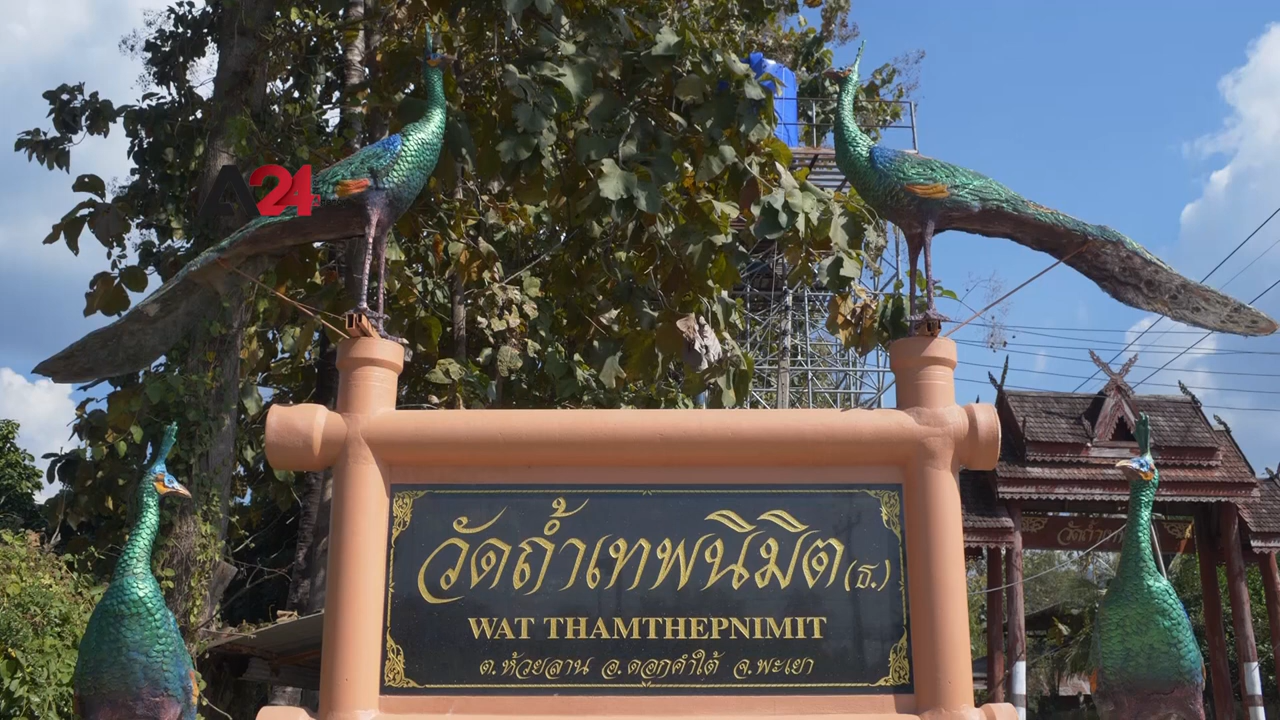 A24
วัดถ้ำเทพนิมิต (ธ.)
WAT THAMTHEPNIMIT
ต.ห้วยลาน อ.ดอกคำใต้ จ.พะเยา